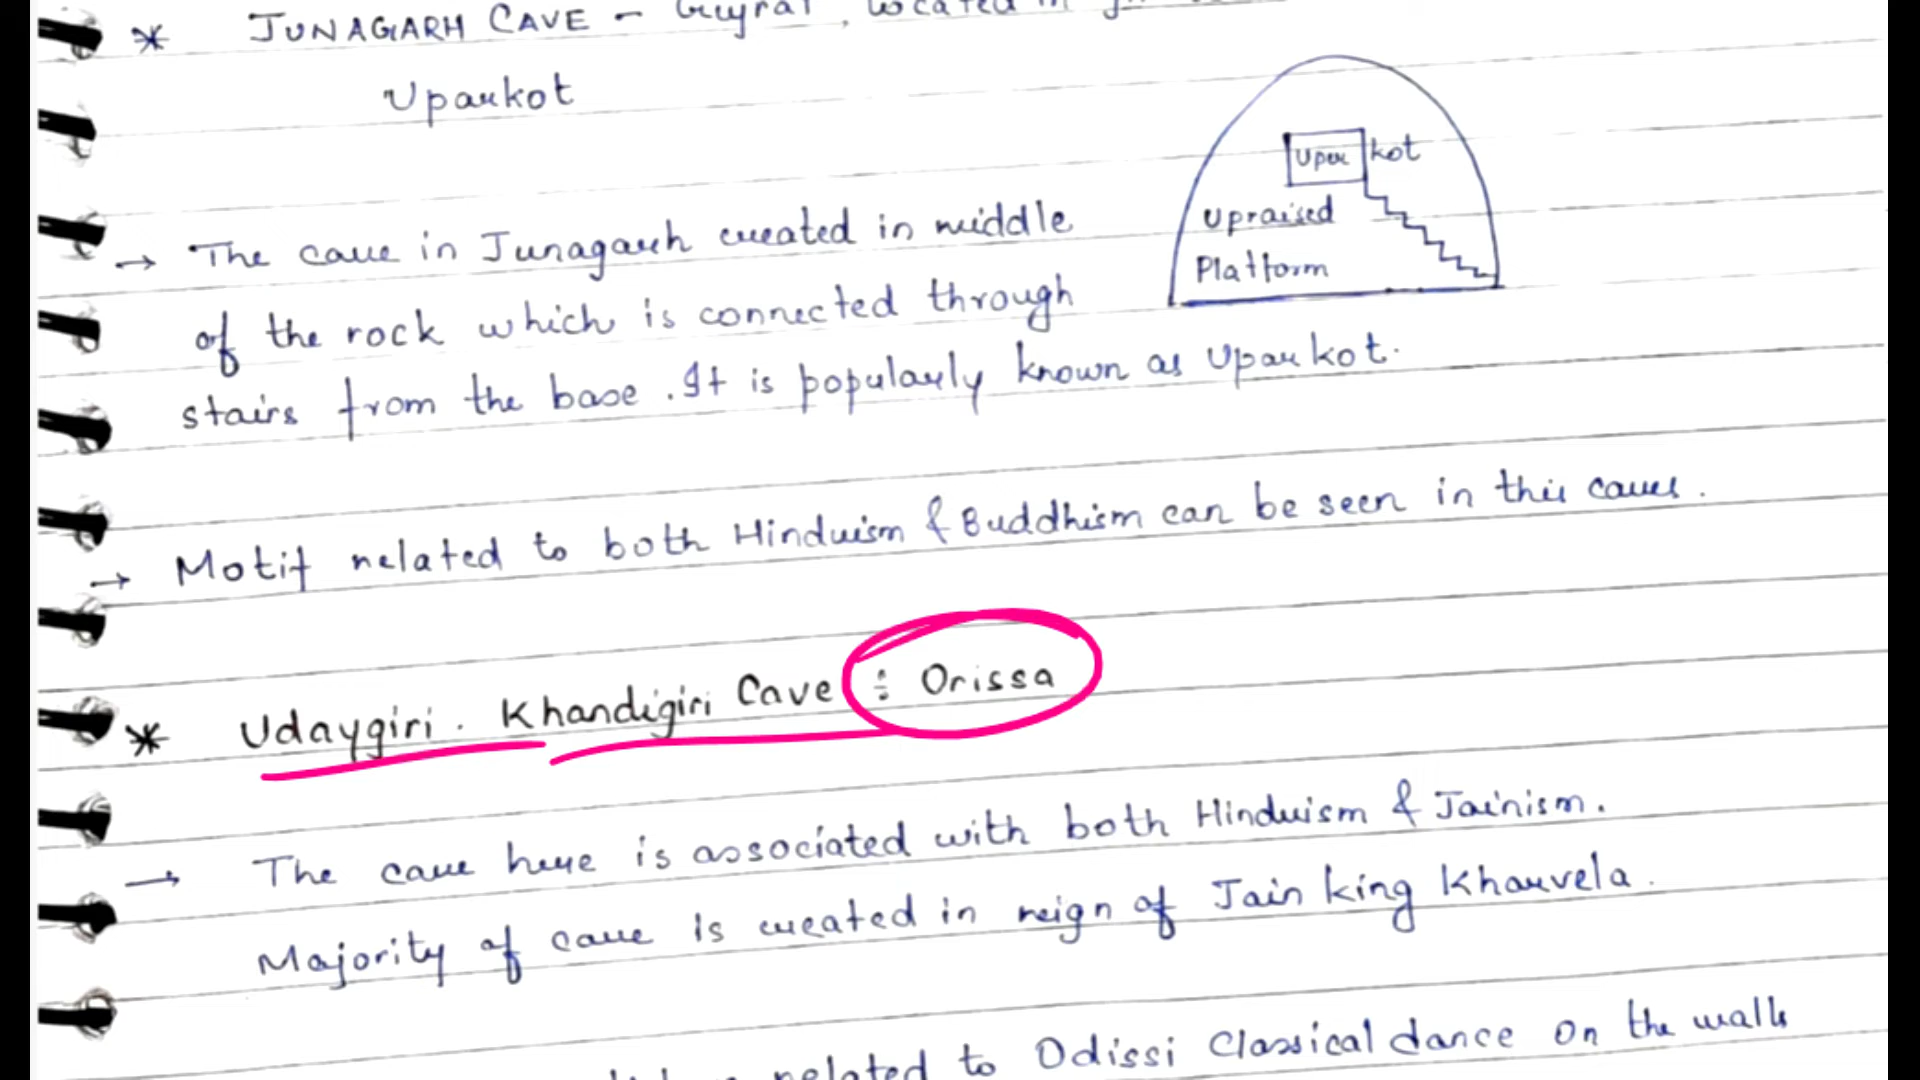 * JUNAGARH CAVE - Gujrat, Located in
Uparkot
Uper kot
Upraised
Platform
→ The cave in Junagarh created in middle
of the rock which is connected through
stairs from the base. It is popularly known as Uparkot.
→ Motif related to both Hinduism & Buddhism can be seen in this caves.
* Udaygiri. Khandigiri Cave : Orissa
→ The cave here is associated with both Hinduism & Jainism.
Majority of cave is created in reign of Jain king Kharvela.
related to Odissi Classical dance on the walls